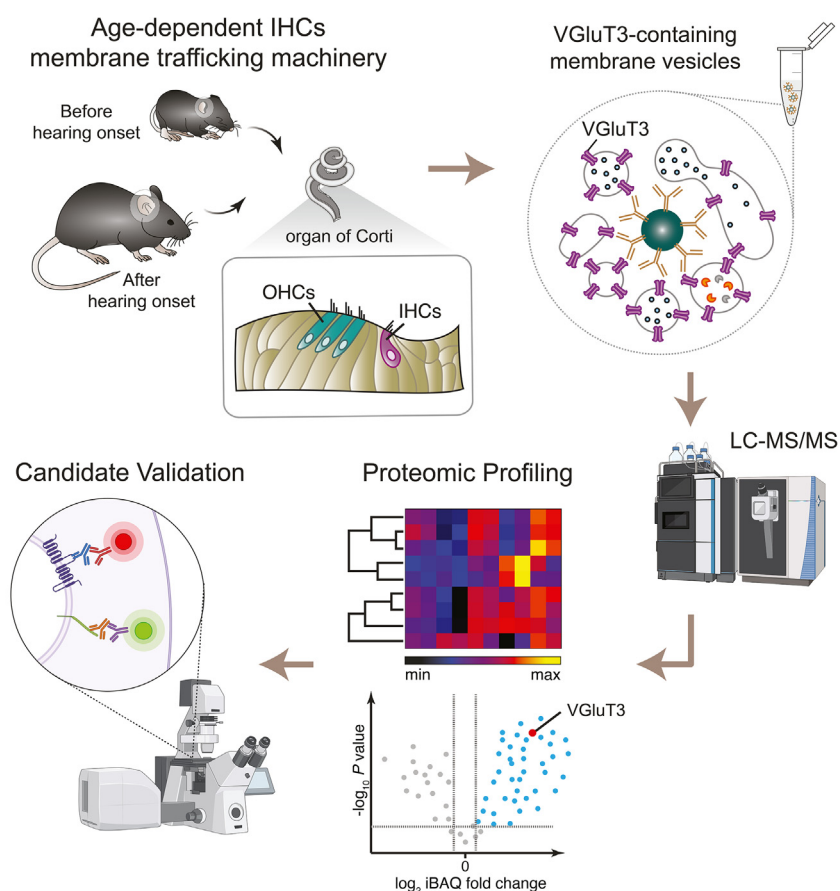 Age-dependent IHCs
membrane trafficking machinery
Before
hearing onset
After
hearing onset
organ of Corti
OHCs
IHCs
VGluT3-containing
membrane vesicles
VGluT3
LC-MS/MS
Proteomic Profiling
min
max
VGluT3
-log10 P value
0
log2 iBAQ fold change
Candidate Validation